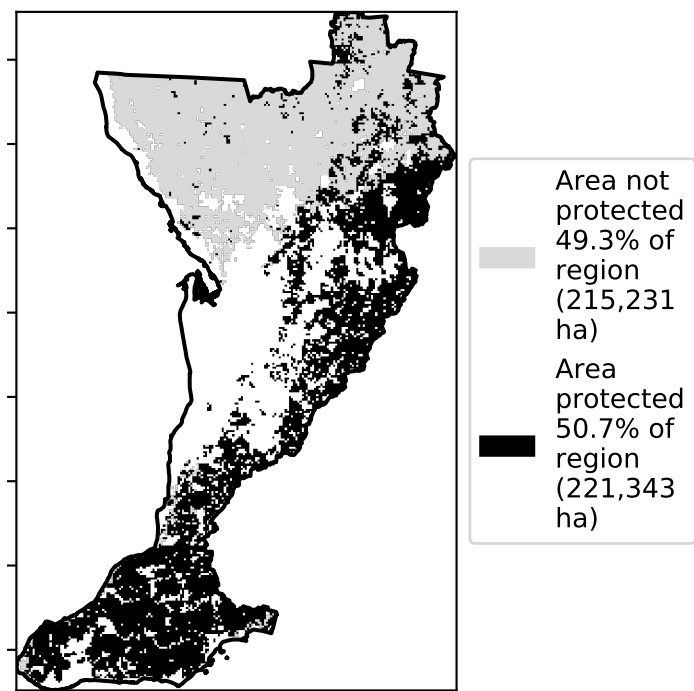 Area not
protected
49.3% of
region
(215,231
ha)
Area
protected
50.7% of
region
(221,343
ha)